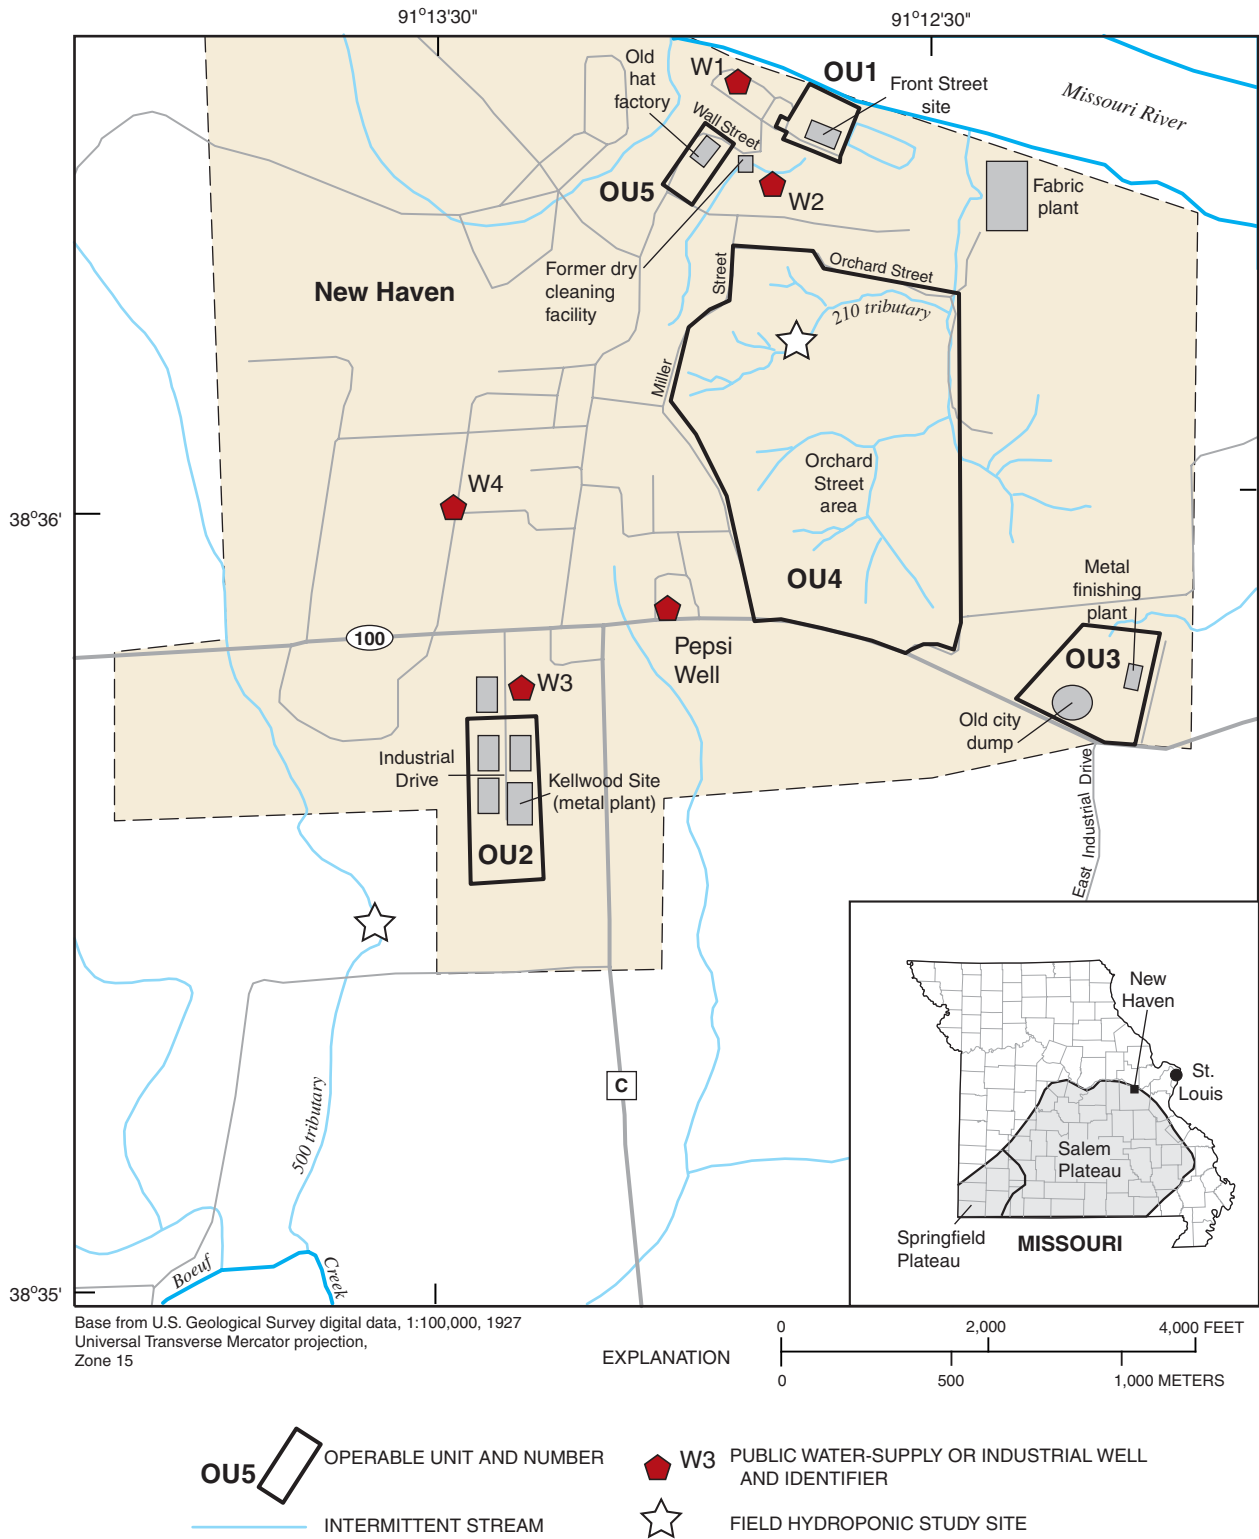 91°13'30"
91°12'30"
Old
hat
factory
W1
OU1
Front Street
site
Missouri River
Wall Street
OU5
W2
Fabric
plant
Former dry
cleaning
facility
New Haven
Street
Orchard Street
210 tributary
Miller
W4
Orchard
Street
area
38°36'
OU4
Metal
finishing
plant
100
Pepsi
Well
OU3
W3
Old city
dump
Industrial
Drive
Kellwood Site
(metal plant)
OU2
East Industrial Drive
C
500 tributary
Boeuf
Creek
38°35'
New
Haven
St.
Louis
Salem
Plateau
Springfield
Plateau
MISSOURI
Base from U.S. Geological Survey digital data, 1:100,000, 1927
Universal Transverse Mercator projection,
Zone 15
EXPLANATION
0 2,000 4,000 FEET
0 500 1,000 METERS
OU5 OPERABLE UNIT AND NUMBER
W3 PUBLIC WATER-SUPPLY OR INDUSTRIAL WELL
AND IDENTIFIER
INTERMITTENT STREAM
FIELD HYDROPONIC STUDY SITE